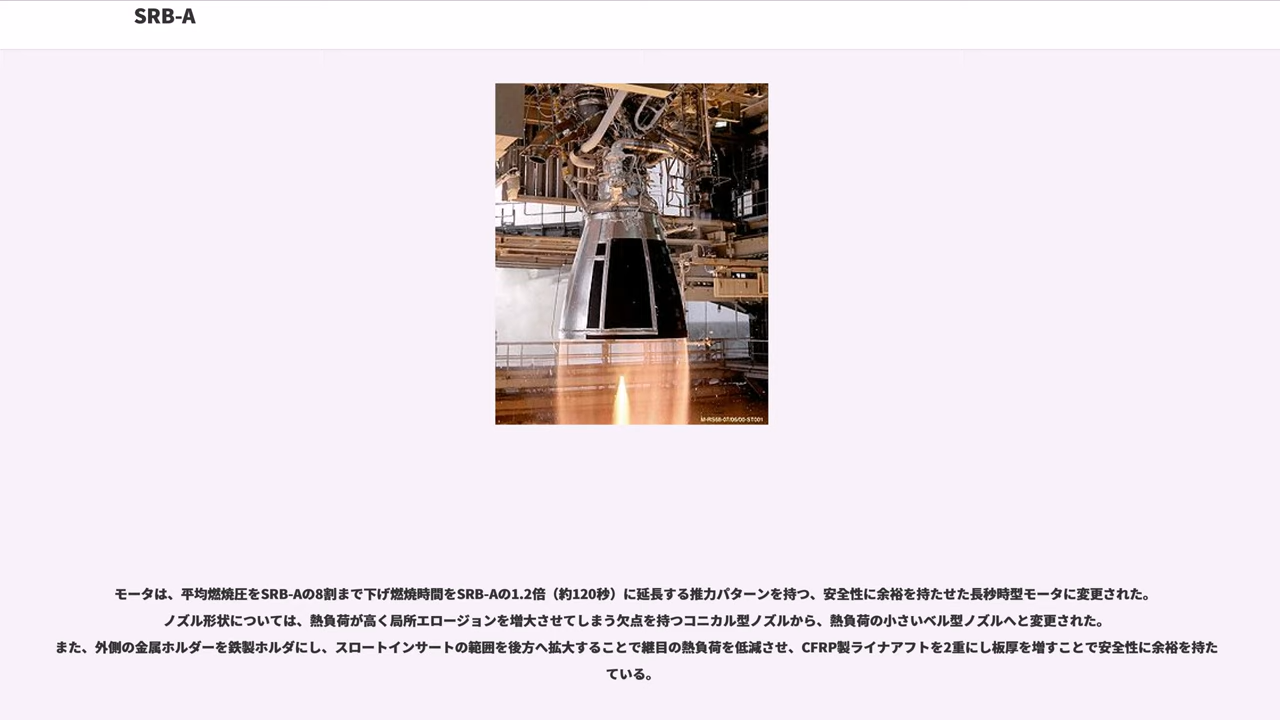 SRB-A
モータは、平均燃焼圧をSRB-Aの8割まで下げ燃焼時間をSRB-Aの1.2倍（約120秒）に延長する推力パターンを持つ、安全性に余裕を持たせた長秒時型モータに変更された。
ノズル形状については、熱負荷が高く局所エロージョンを増大させてしまう欠点を持つコニカル型ノズルから、熱負荷の小さいベル型ノズルへと変更された。
また、外側の金属ホルダーを鉄製ホルダにし、スロートインサートの範囲を後方へ拡大することで継目の熱負荷を低減させ、CFRP製ライナアフトを2重にし板厚を増すことで安全性に余裕を持た
ている。